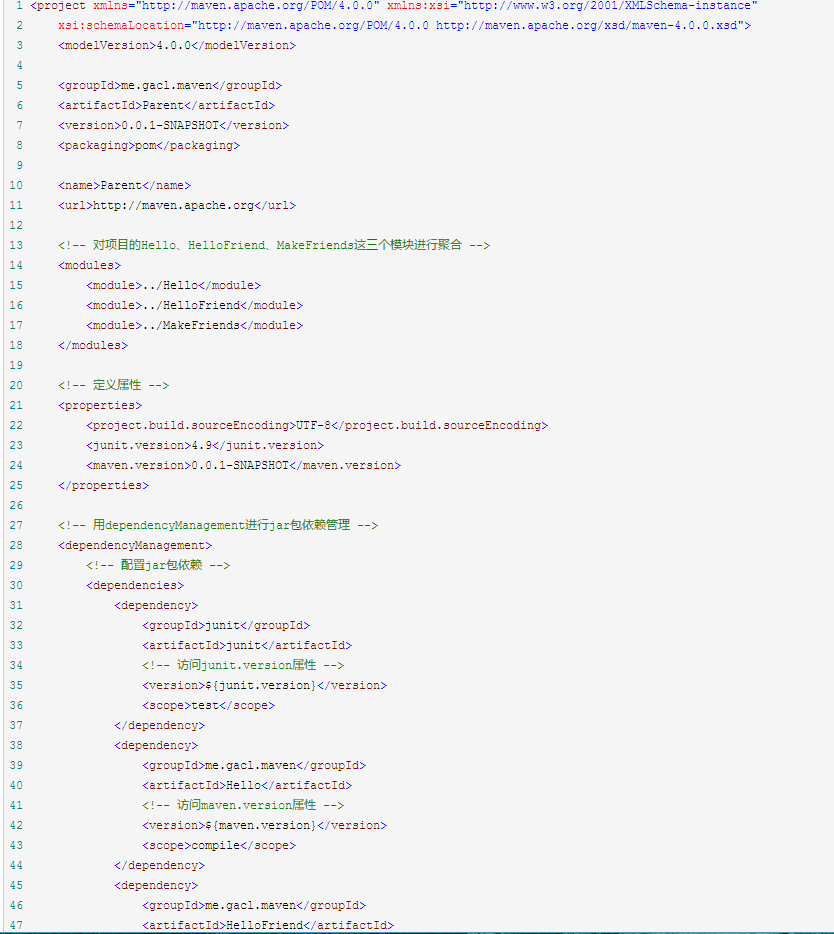 1 <project xmlns="http://maven.apache.org/POM/4.0.0" xmlns:xsi="http://www.w3.org/2001/XMLSchema-instance"
2     xsi:schemaLocation="http://maven.apache.org/POM/4.0.0 http://maven.apache.org/xsd/maven-4.0.0.xsd">
3     <modelVersion>4.0.0</modelVersion>
4
5     <groupId>me.gacl.maven</groupId>
6     <artifactId>Parent</artifactId>
7     <version>0.0.1-SNAPSHOT</version>
8     <packaging>pom</packaging>
9
10     <name>Parent</name>
11     <url>http://maven.apache.org</url>
12
13     <!-- 对项目的Hello、HelloFriend、MakeFriends这三个模块进行聚合 -->
14     <modules>
15         <module>../Hello</module>
16         <module>../HelloFriend</module>
17         <module>../MakeFriends</module>
18     </modules>
19
20     <!-- 定义属性 -->
21     <properties>
22         <project.build.sourceEncoding>UTF-8</project.build.sourceEncoding>
23         <junit.version>4.9</junit.version>
24         <maven.version>0.0.1-SNAPSHOT</maven.version>
25     </properties>
26
27     <!-- 用dependencyManagement进行jar包依赖管理 -->
28     <dependencyManagement>
29         <!-- 配置jar包依赖 -->
30         <dependencies>
31             <dependency>
32                 <groupId>junit</groupId>
33                 <artifactId>junit</artifactId>
34                 <!-- 访问junit.version属性 -->
35                 <version>${junit.version}</version>
36                 <scope>test</scope>
37             </dependency>
38             <dependency>
39                 <groupId>me.gacl.maven</groupId>
40                 <artifactId>Hello</artifactId>
41                 <!-- 访问maven.version属性 -->
42                 <version>${maven.version}</version>
43                 <scope>compile</scope>
44             </dependency>
45             <dependency>
46                 <groupId>me.gacl.maven</groupId>
47                 <artifactId>HelloFriend</artifactId>